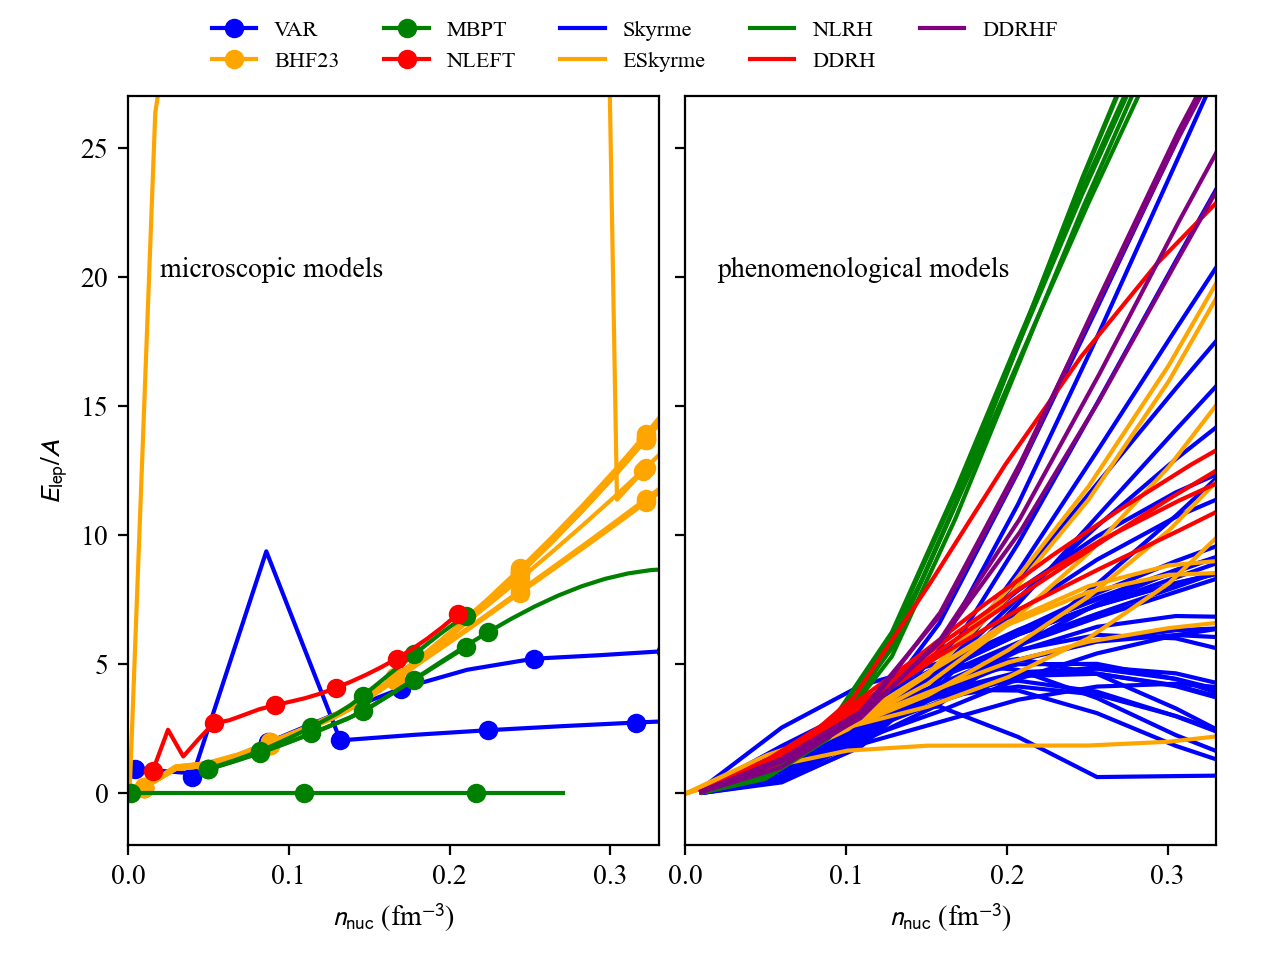 VAR MBPT Skyrme NLRH DDRHF
BHF23 NLEFT ESkyrme DDRH
25
20
15
10
5
0
E_lep/A
microscopic models
phenomenological models
0.0 0.1 0.2 0.3
0.0 0.1 0.2 0.3
n_nuc (fm⁻³)
n_nuc (fm⁻³)